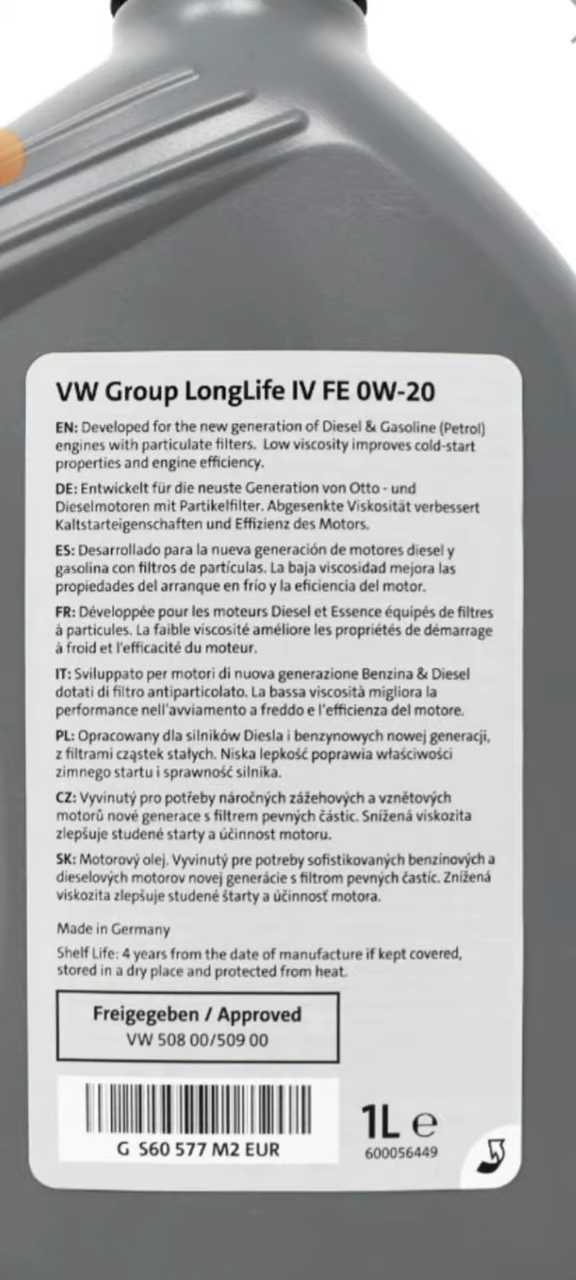 VW Group LongLife IV FE 0W-20
EN: Developed for the new generation of Diesel & Gasoline (Petrol)
engines with particulate filters. Low viscosity improves cold-start
properties and engine efficiency.
DE: Entwickelt für die neuste Generation von Otto - und
Dieselmotoren mit Partikelfilter. Abgesenkte Viskosität verbessert
Kaltstarteigenschaften und Effizienz des Motors.
ES: Desarrollado para la nueva generación de motores diesel y
gasolina con filtros de partículas. La baja viscosidad mejora las
propiedades del arranque en frío y la eficiencia del motor.
FR: Développée pour les moteurs Diesel et Essence équipés de filtres
à particules. La faible viscosité améliore les propriétés de démarrage
à froid et l'efficacité du moteur.
IT: Sviluppato per motori di nuova generazione Benzina & Diesel
dotati di filtro antiparticolato. La bassa viscosità migliora la
performance nell'avviamento a freddo e l'efficienza del motore.
PL: Opracowany dla silników Diesla i benzynowych nowej generacji,
z filtrami cząstek stałych. Niska lepkość poprawia właściwości
zimnego startu i sprawność silnika.
CZ: Vyvinutý pro potřeby náročných zážehových a vznětových
motorů nové generace s filtrem pevných částic. Snížená viskozita
zlepšuje studené starty a účinnost motoru.
SK: Motorový olej. Vyvinutý pre potreby sofistikovaných benzínových a
dieselových motorov novej generácie s filtrom pevných častíc. Znížená
viskozita zlepšuje studené štarty a účinnosť motora.
Made in Germany
Shelf Life: 4 years from the date of manufacture if kept covered,
stored in a dry place and protected from heat.
Freigegeben / Approved
VW 508 00/509 00
G S60 577 M2 EUR
1L e
600056449